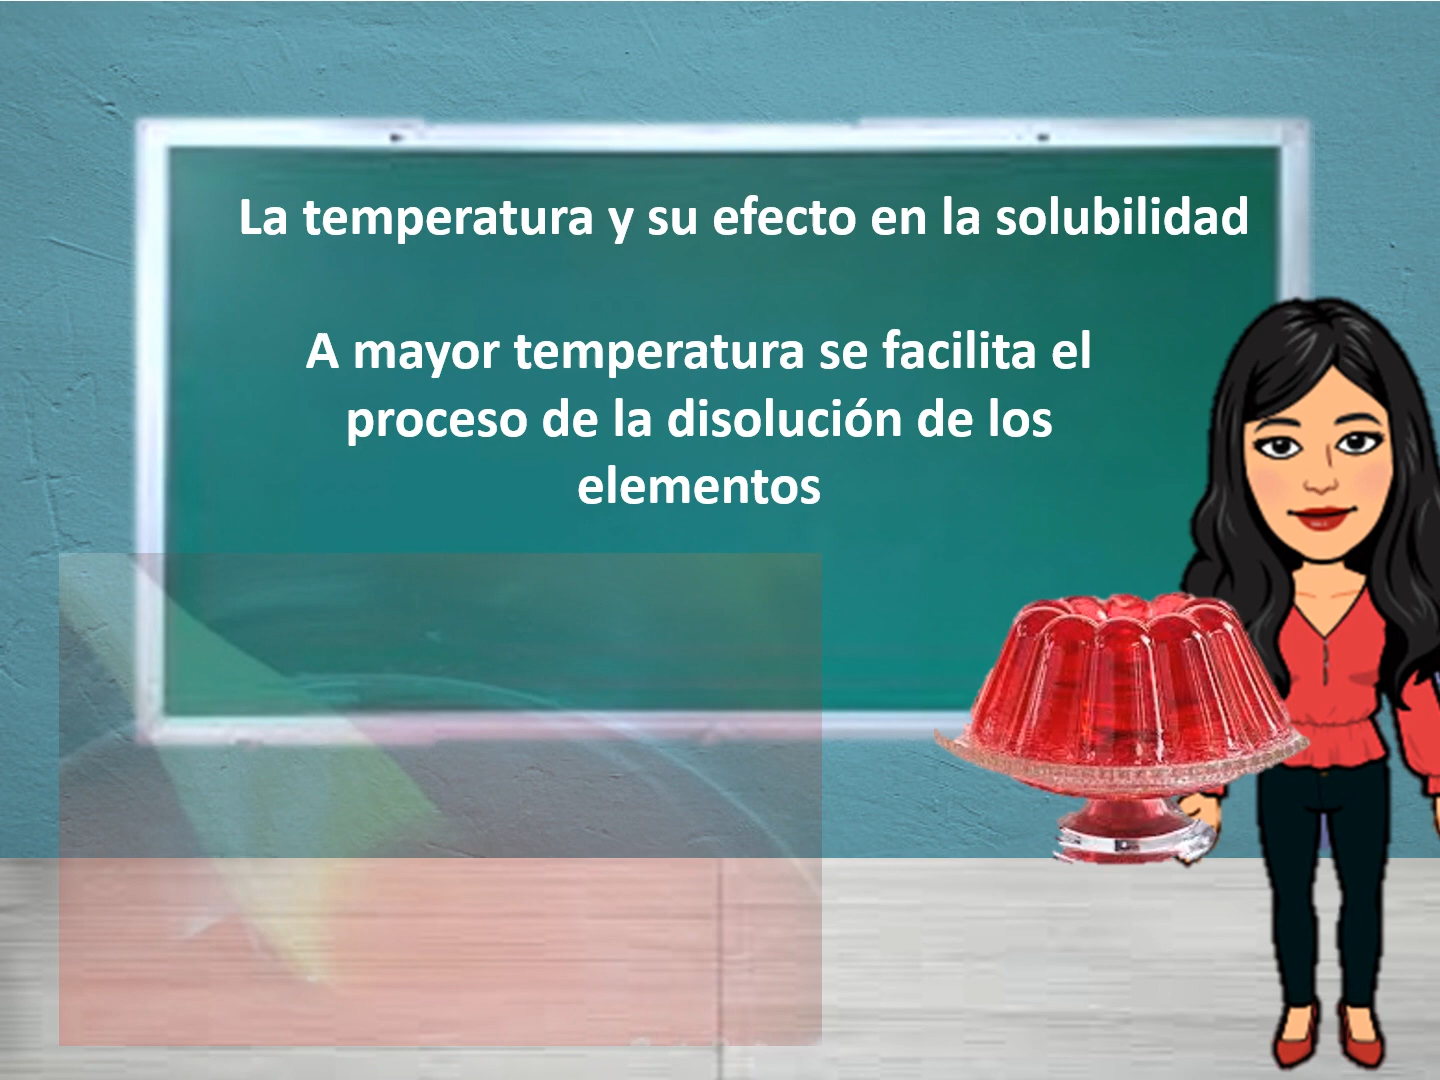 La temperatura y su efecto en la solubilidad
A mayor temperatura se facilita el
proceso de la disolución de los
elementos